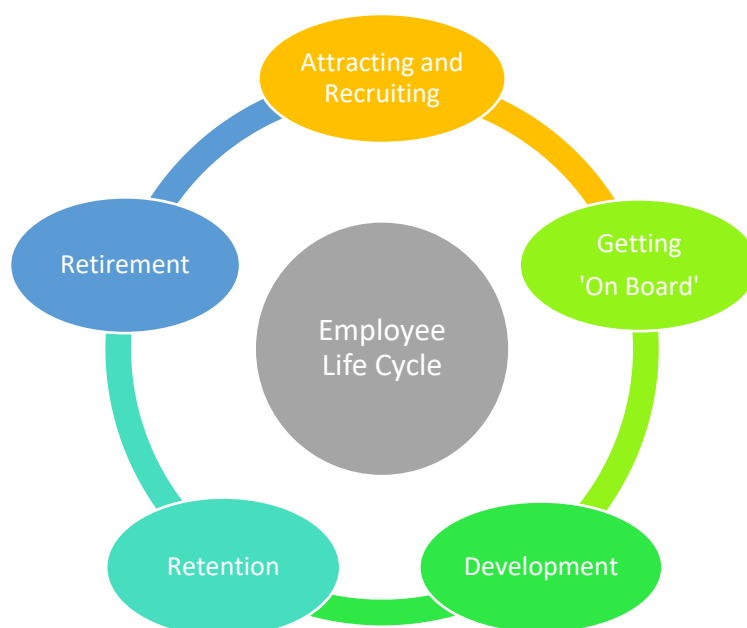 Attracting and
Recruiting
Getting
'On Board'
Development
Retention
Retirement
Employee
Life Cycle